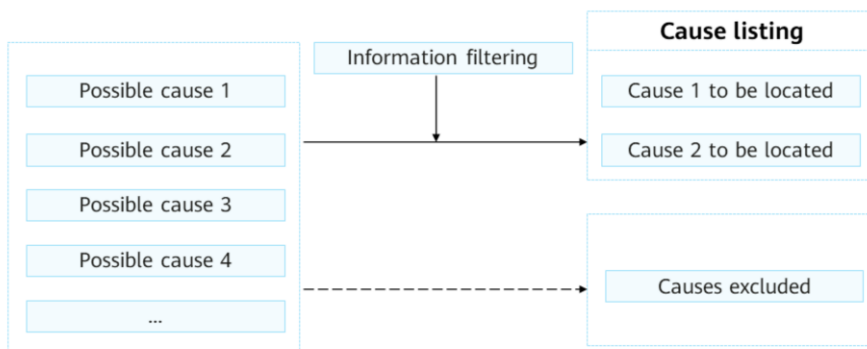 Possible cause 1
Possible cause 2
Possible cause 3
Possible cause 4
...
Information filtering
Cause listing
Cause 1 to be located
Cause 2 to be located
Causes excluded